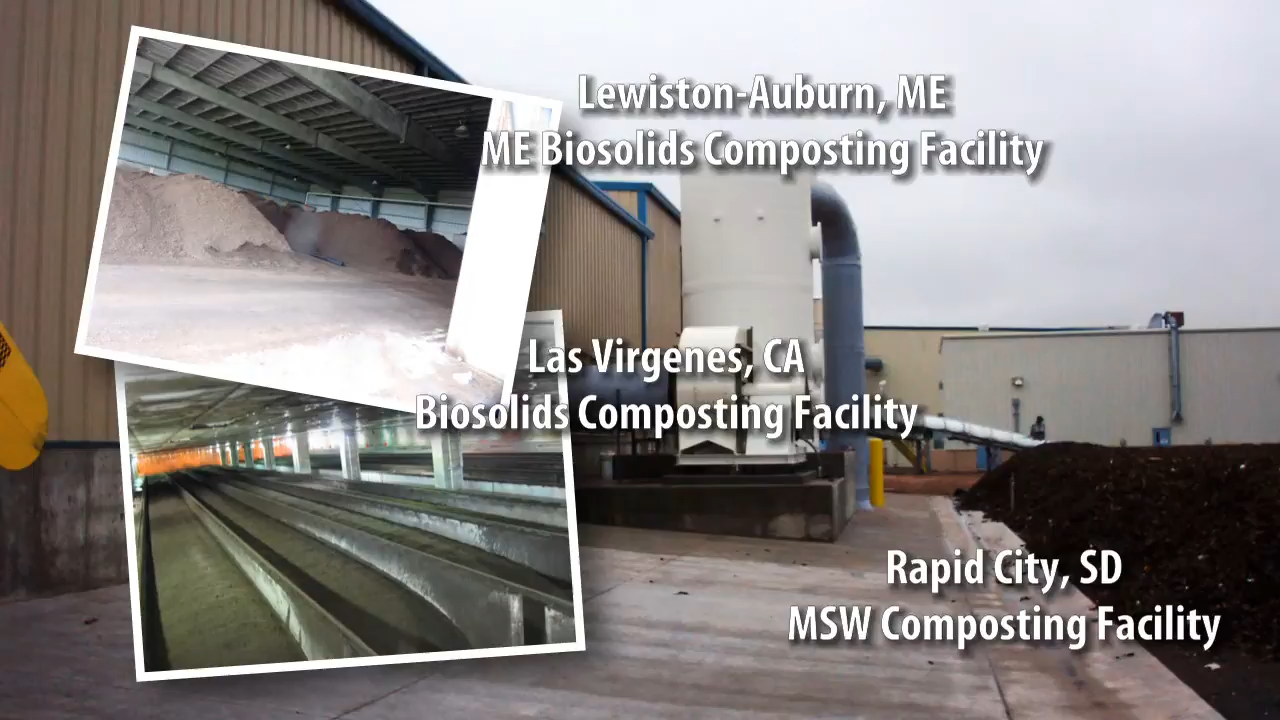 Lewiston-Auburn, ME
ME Biosolids Composting Facility
Las Virgenes, CA
Biosolids Composting Facility
Rapid City, SD
MSW Composting Facility